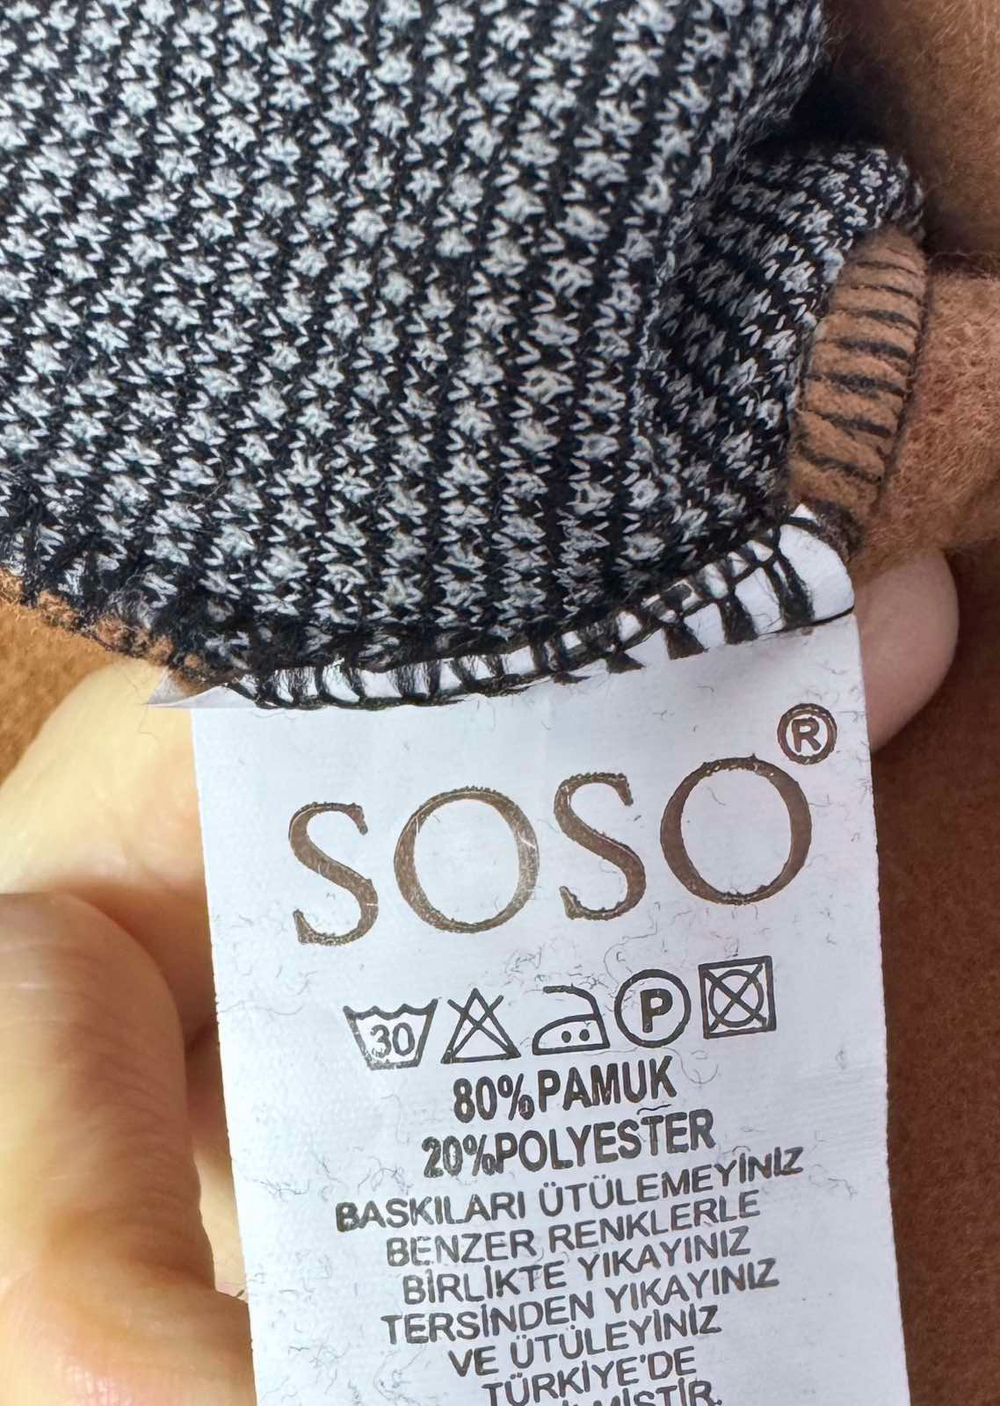 SOSO®
30 P
80%PAMUK
20%POLYESTER
BASKILARI ÜTÜLEMEYİNİZ
BENZER RENKLERLE
BİRLİKTE YIKAYINIZ
TERSİNDEN YIKAYINIZ
VE ÜTÜLEYİNİZ
TÜRKİYE'DE